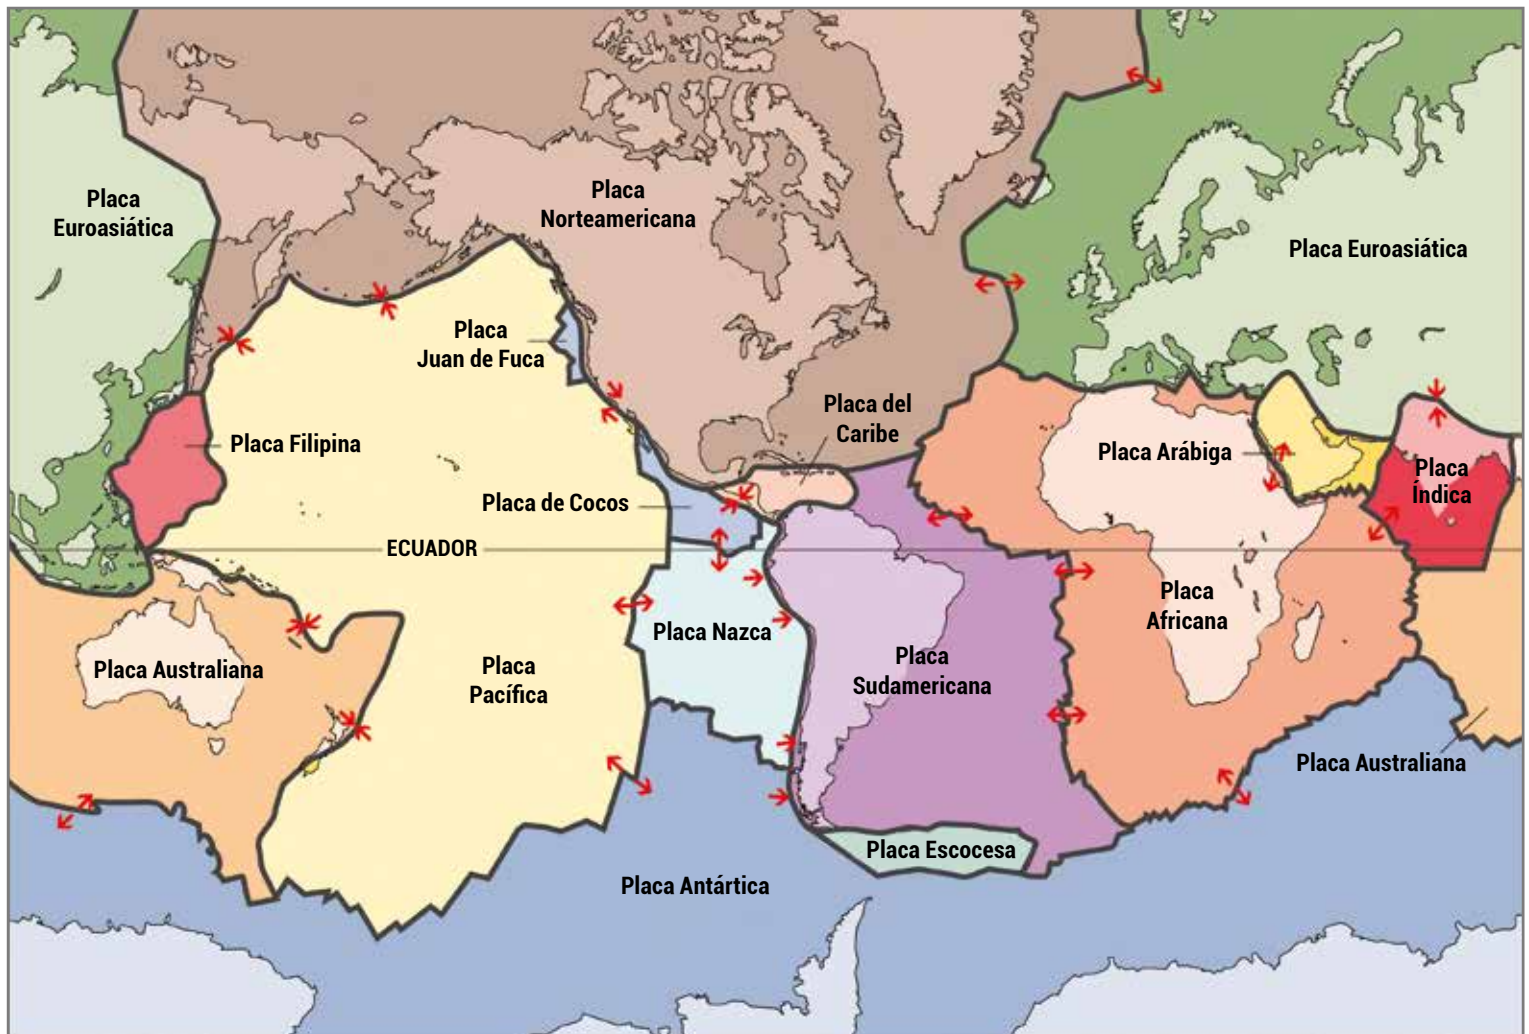 Placa
Euroasiática
Placa
Norteamericana
Placa Euroasiática
Placa
Juan de Fuca
Placa del
Caribe
Placa Filipina
Placa Arábiga
Placa
Índica
Placa de Cocos
ECUADOR
Placa
Africana
Placa Nazca
Placa Australiana
Placa
Pacífica
Placa
Sudamericana
Placa Australiana
Placa Escocesa
Placa Antártica